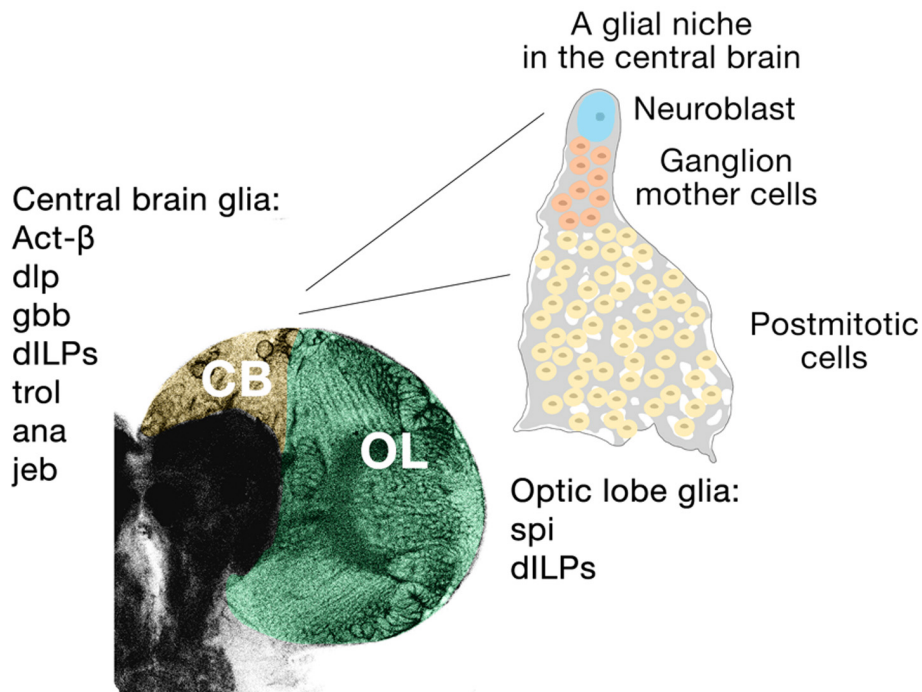 A glial niche
in the central brain
Neuroblast
Ganglion
mother cells
Postmitotic
cells
Central brain glia:
Act-β
dlp
gbb
dILPs
trol
ana
jeb
CB
OL
Optic lobe glia:
spi
dILPs